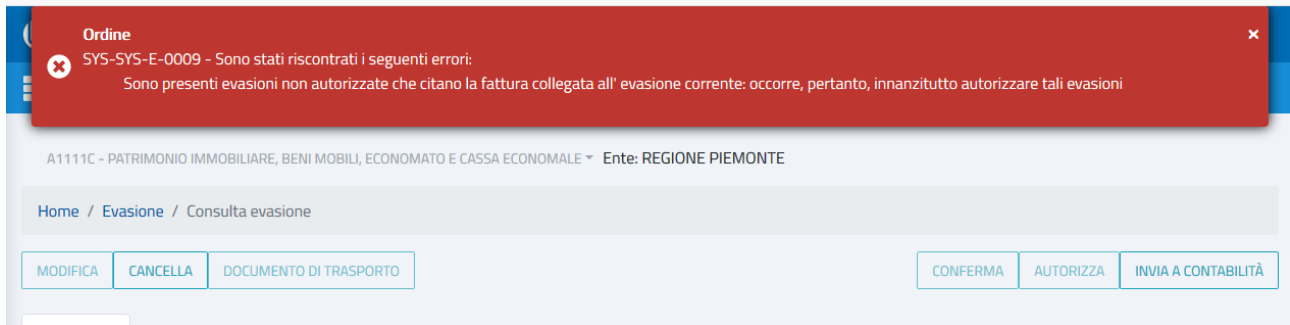 Ordine
SYS-SYS-E-0009 - Sono stati riscontrati i seguenti errori:
Sono presenti evasioni non autorizzate che citano la fattura collegata all' evasione corrente: occorre, pertanto, innanzitutto autorizzare tali evasioni
A1111C - PATRIMONIO IMMOBILIARE, BENI MOBILI, ECONOMATO E CASSA ECONOMALE Ente: REGIONE PIEMONTE
Home / Evasione / Consulta evasione
MODIFICA CANCELLA DOCUMENTO DI TRASPORTO CONFERMA AUTORIZZA INVIA A CONTABILITÀ